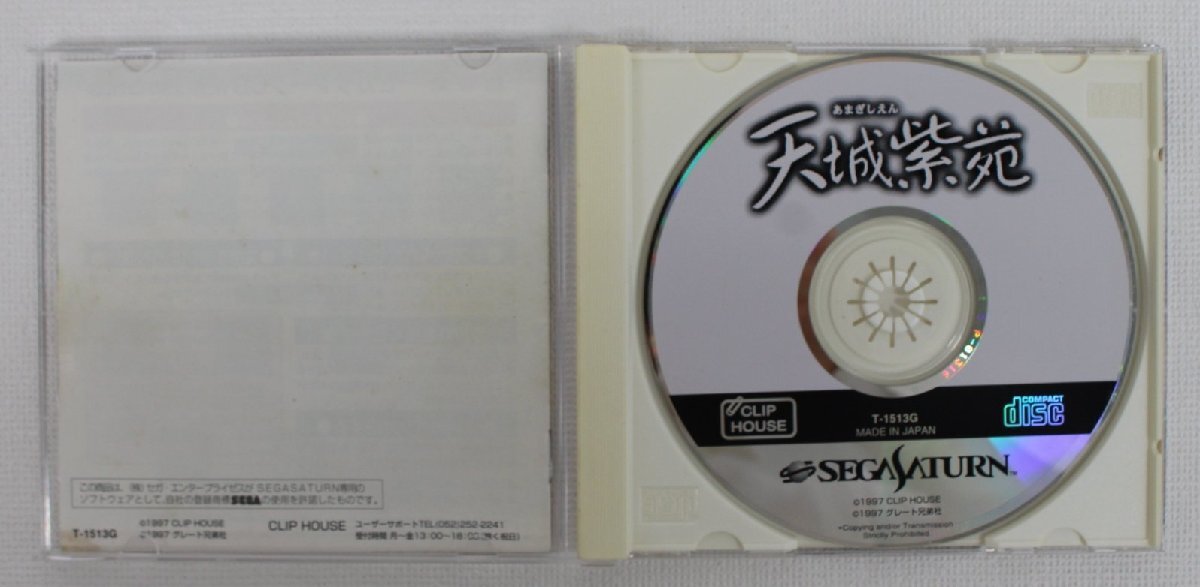 この商品は、(株)セガ エンタープライゼスがSEGASATURN専用の
ソフトウェアとして、自社の登録商標SEGAの使用を許諾したものです。
T-1513G
©1997 CLIP HOUSE
©1997 グレート兄弟社
CLIP HOUSE
ユーザーサポートTEL(052)252-2241
受付時間 月〜金13:00〜18:00(除く祝日)
あまぎしえん
天城紫苑
CLIP
HOUSE
T-1513G
MADE IN JAPAN
COMPACT
disc
SEGASATURN™
©1997 CLIP HOUSE
©1997 グレート兄弟社
•Copying and/or Transmission
Strictly Prohibited.